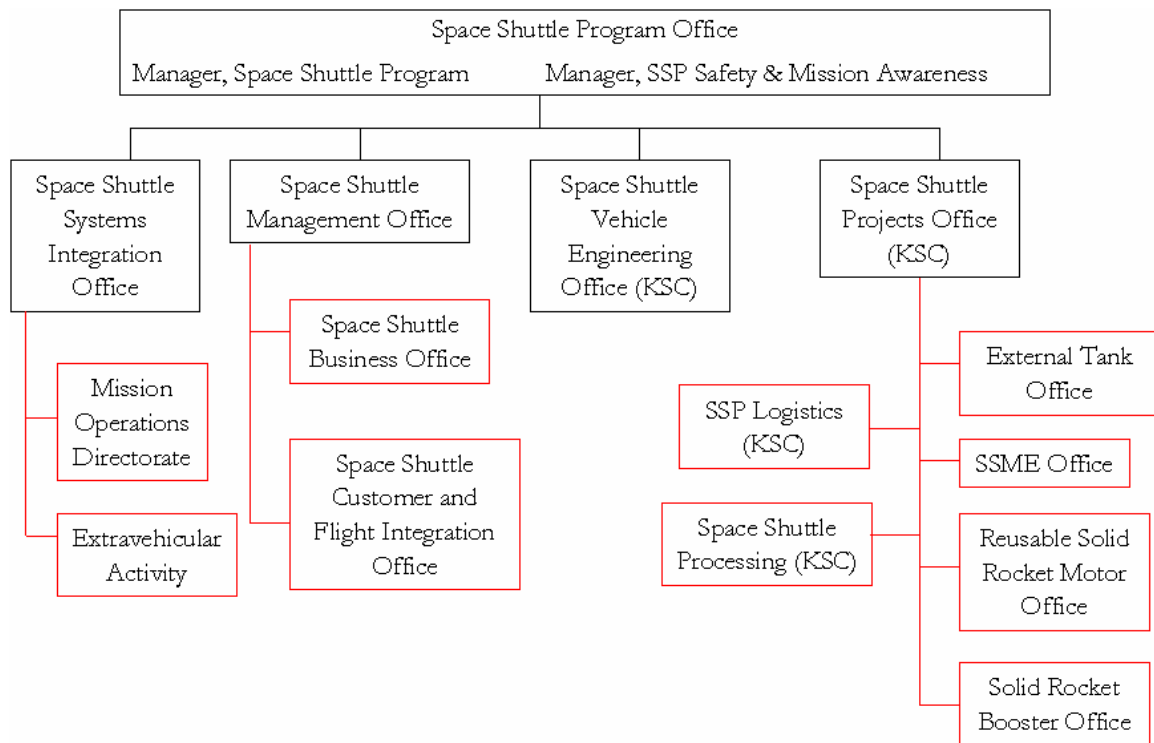 Space Shuttle Program Office
Manager, Space Shuttle Program Manager, SSP Safety & Mission Awareness
Space Shuttle
Systems
Integration
Office
Space Shuttle
Management Office
Space Shuttle
Vehicle
Engineering
Office (KSC)
Space Shuttle
Projects Office
(KSC)
Mission
Operations
Directorate
Extravehicular
Activity
Space Shuttle
Business Office
Space Shuttle
Customer and
Flight Integration
Office
SSP Logistics
(KSC)
Space Shuttle
Processing (KSC)
External Tank
Office
SSME Office
Reusable Solid
Rocket Motor
Office
Solid Rocket
Booster Office